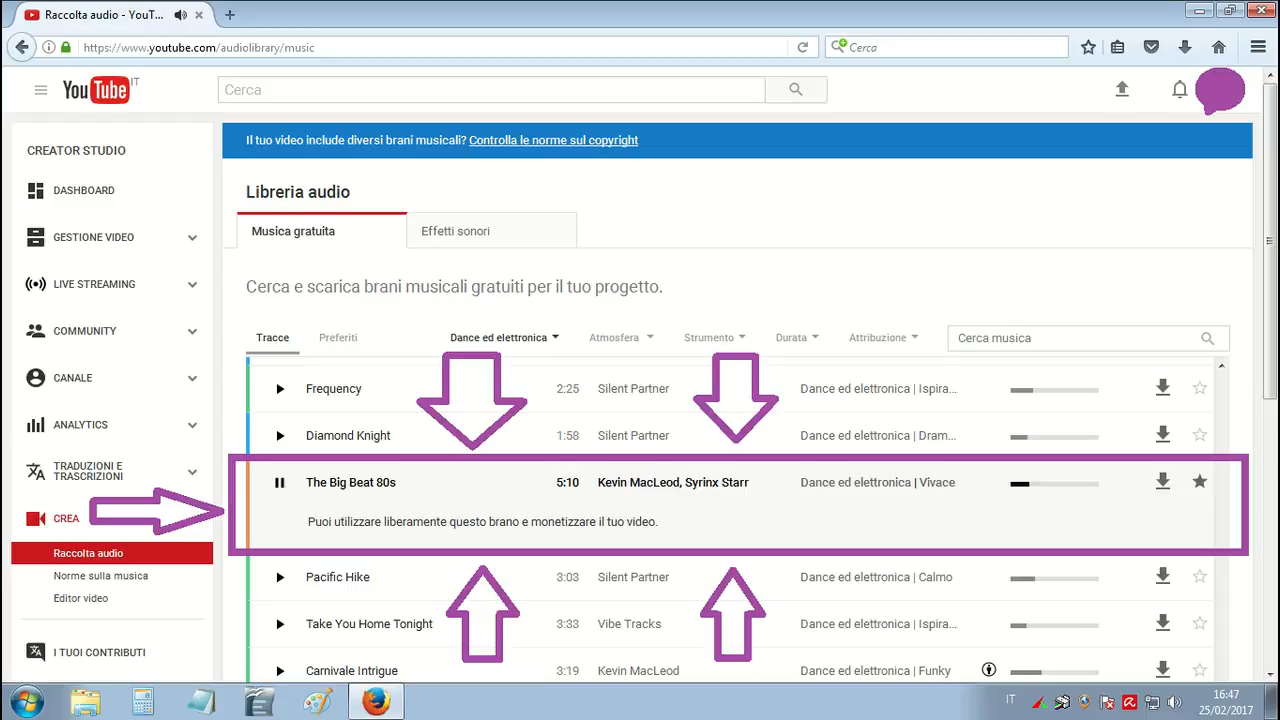 Raccolta audio - YouT...
https://www.youtube.com/audiolibrary/music
Cerca
YouTube IT
Cerca
CREATOR STUDIO
DASHBOARD
GESTIONE VIDEO
LIVE STREAMING
COMMUNITY
CANALE
ANALYTICS
TRADUZIONI E
TRASCRIZIONI
CREA
Raccolta audio
Norme sulla musica
Editor video
I TUOI CONTRIBUTI
Il tuo video include diversi brani musicali? Controlla le norme sul copyright
Libreria audio
Musica gratuita
Effetti sonori
Cerca e scarica brani musicali gratuiti per il tuo progetto.
Tracce Preferiti Dance ed elettronica Atmosfera Strumento Durata Attribuzione Cerca musica
Frequency 2:25 Silent Partner Dance ed elettronica | Ispira...
Diamond Knight 1:58 Silent Partner Dance ed elettronica | Dram...
The Big Beat 80s 5:10 Kevin MacLeod, Syrinx Starr Dance ed elettronica | Vivace
Puoi utilizzare liberamente questo brano e monetizzare il tuo video.
Pacific Hike 3:03 Silent Partner Dance ed elettronica | Calmo
Take You Home Tonight 3:33 Vibe Tracks Dance ed elettronica | Ispira...
Carnivale Intrigue 3:19 Kevin MacLeod Dance ed elettronica | Funky
IT
16:47
25/02/2017